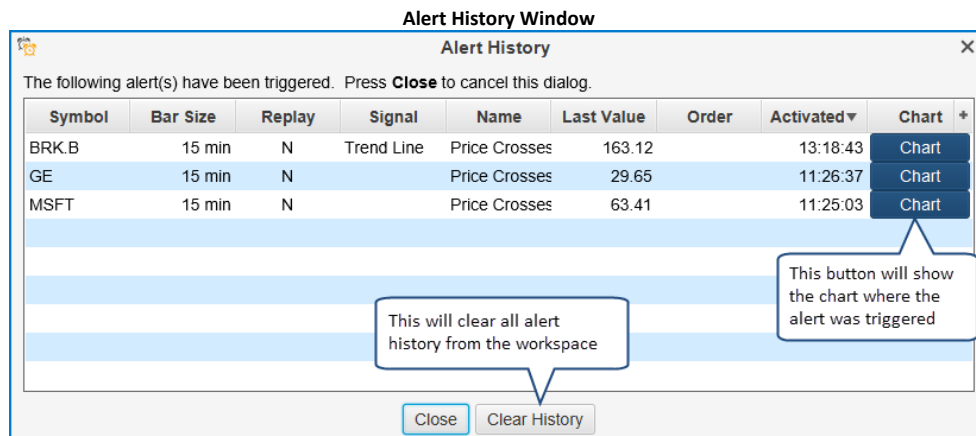 Alert History Window
Alert History
The following alert(s) have been triggered. Press Close to cancel this dialog.
Symbol Bar Size Replay Signal Name Last Value Order Activated▼ Chart +
BRK.B 15 min N Trend Line Price Crosses 163.12 13:18:43 Chart
GE 15 min N Price Crosses 29.65 11:26:37 Chart
MSFT 15 min N Price Crosses 63.41 11:25:03 Chart
This button will show
the chart where the
alert was triggered
This will clear all alert
history from the workspace
Close Clear History